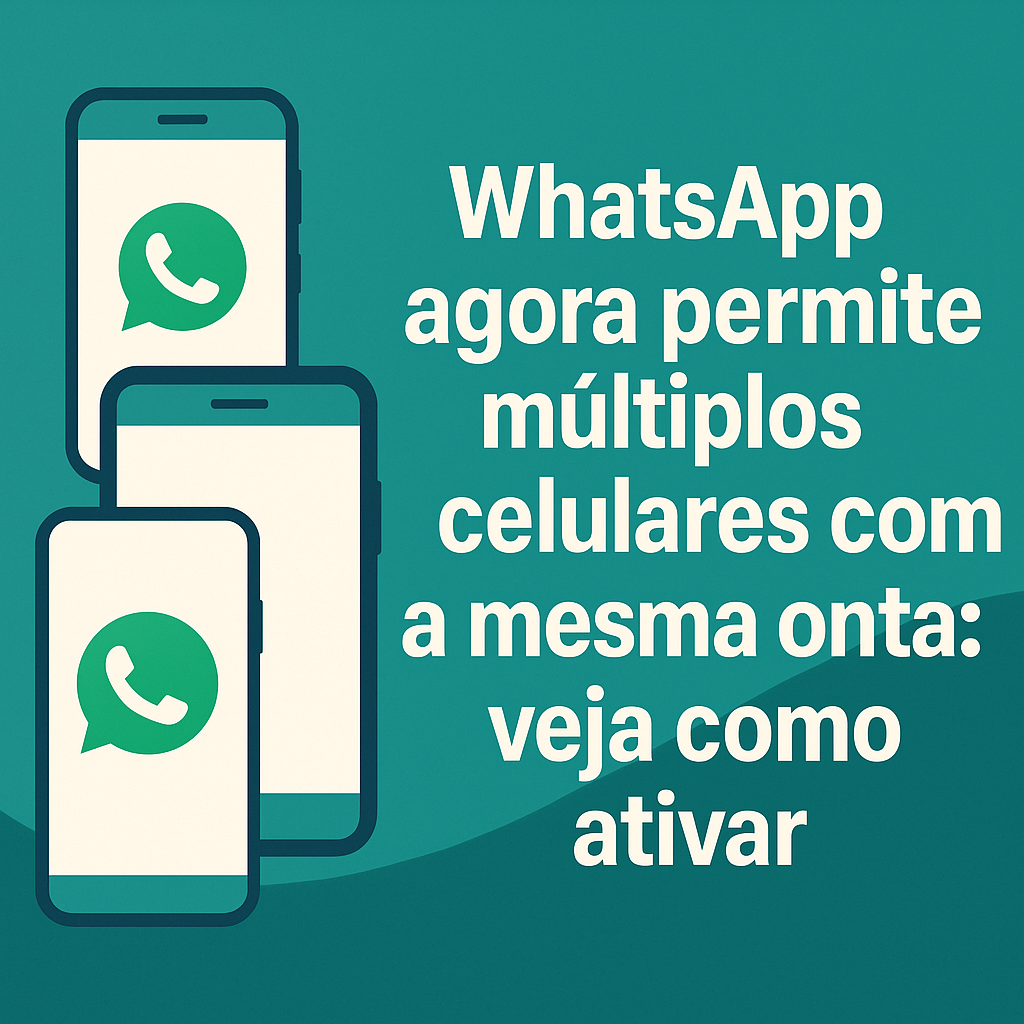 WhatsApp
agora permite
múltiplos
celulares com
a mesma onta:
veja como
ativar